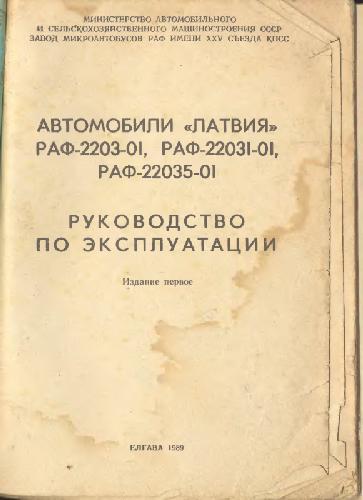 МИНИСТЕРСТВО АВТОМОБИЛЬНОГО
И СЕЛЬСКОХОЗЯЙСТВЕННОГО МАШИНОСТРОЕНИЯ СССР
ЗАВОД МИКРОАВТОБУСОВ РАФ ИМЕНИ XXV СЪЕЗДА КПСС
АВТОМОБИЛИ «ЛАТВИЯ»
РАФ-2203-01, РАФ-22031-01,
РАФ-22035-01
РУКОВОДСТВО
ПО ЭКСПЛУАТАЦИИ
Издание первое
ЕЛГАВА 1989